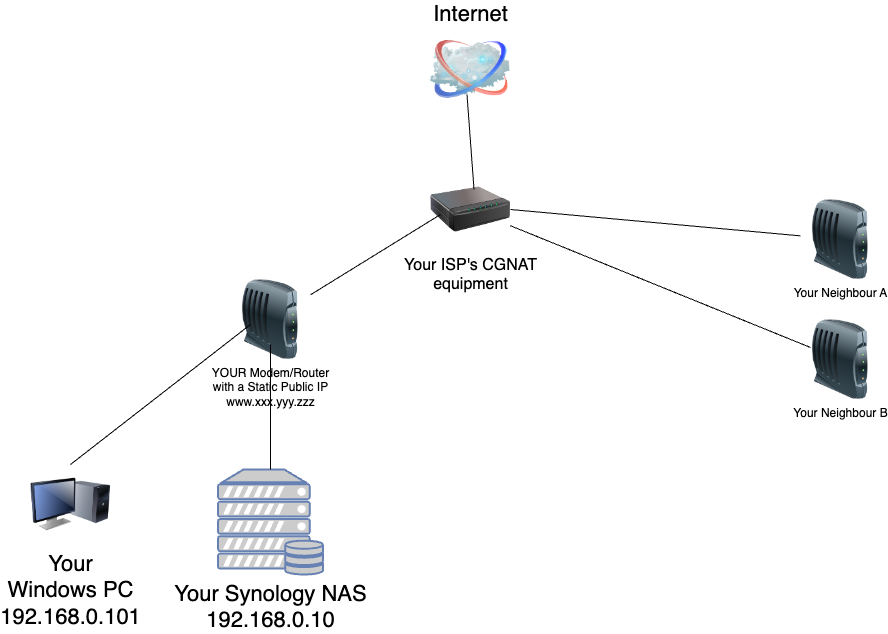 Internet
Your ISP's CGNAT
equipment
Your Neighbour A
YOUR Modem/Router
with a Static Public IP
www.xxx.yyy.zzz
Your Neighbour B
Your
Windows PC
192.168.0.101
Your Synology NAS
192.168.0.10